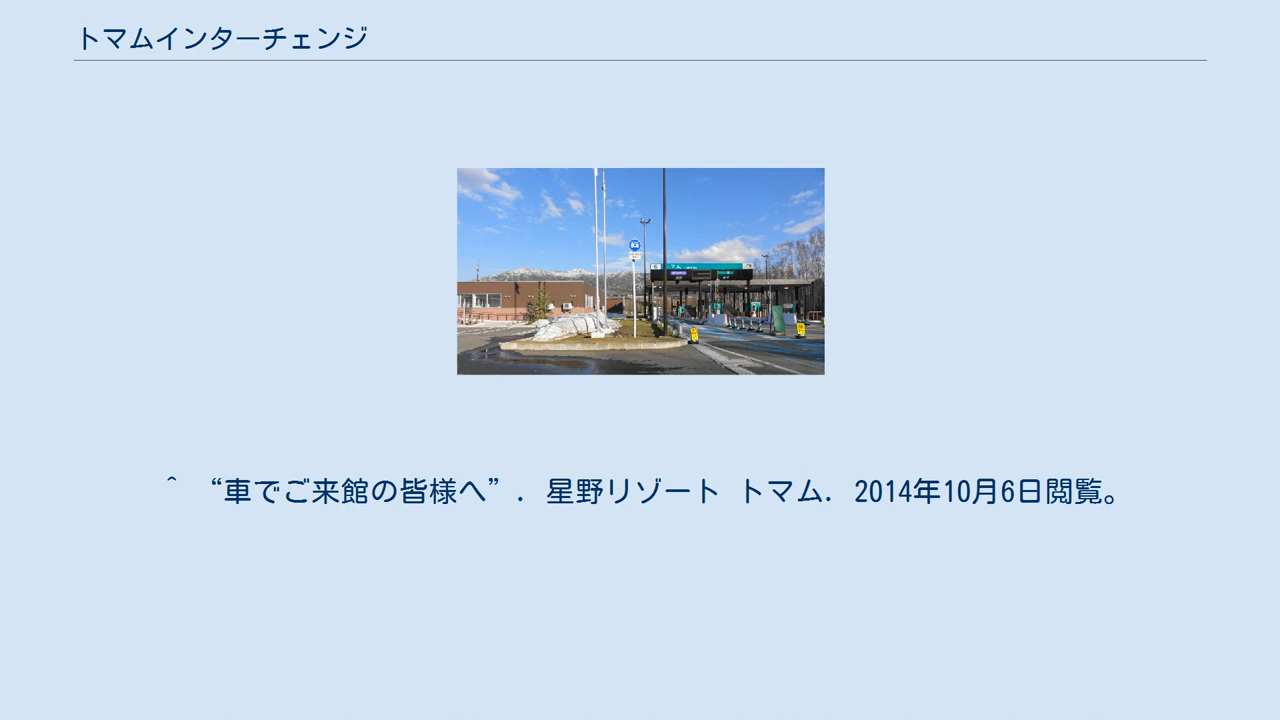 トマムインターチェンジ
^ “車でご来館の皆様へ”. 星野リゾート トマム. 2014年10月6日閲覧。